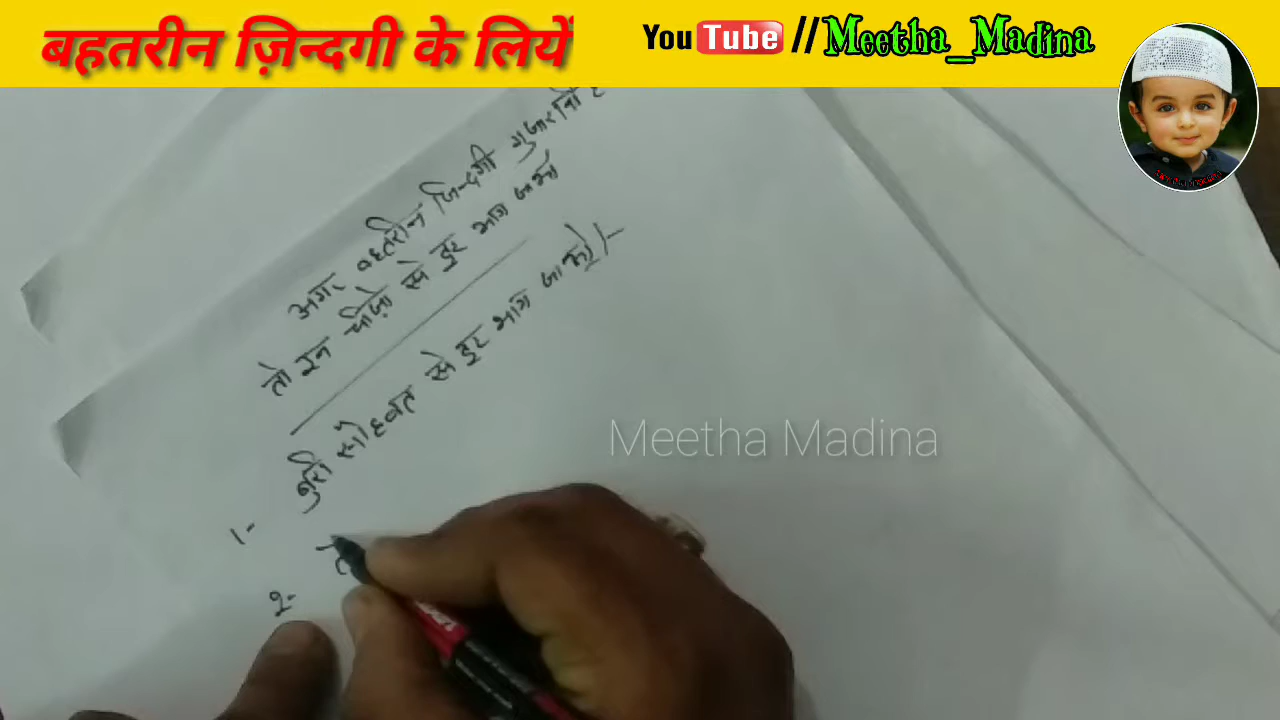 बहतरीन ज़िन्दगी के लियें
YouTube //Meetha_Madina
अगर बहतरीन जिन्दगी गुजारनी
तो इन चीज़ो से दुर भाग जाओ
1- बुरी सोहबत से दुर भाग जाओ।-
2-
Meetha Madina